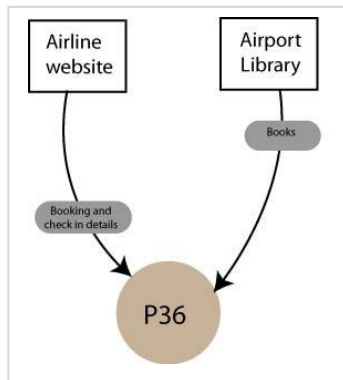 Airline
website
Airport
Library
Books
Booking and
check in details
P36